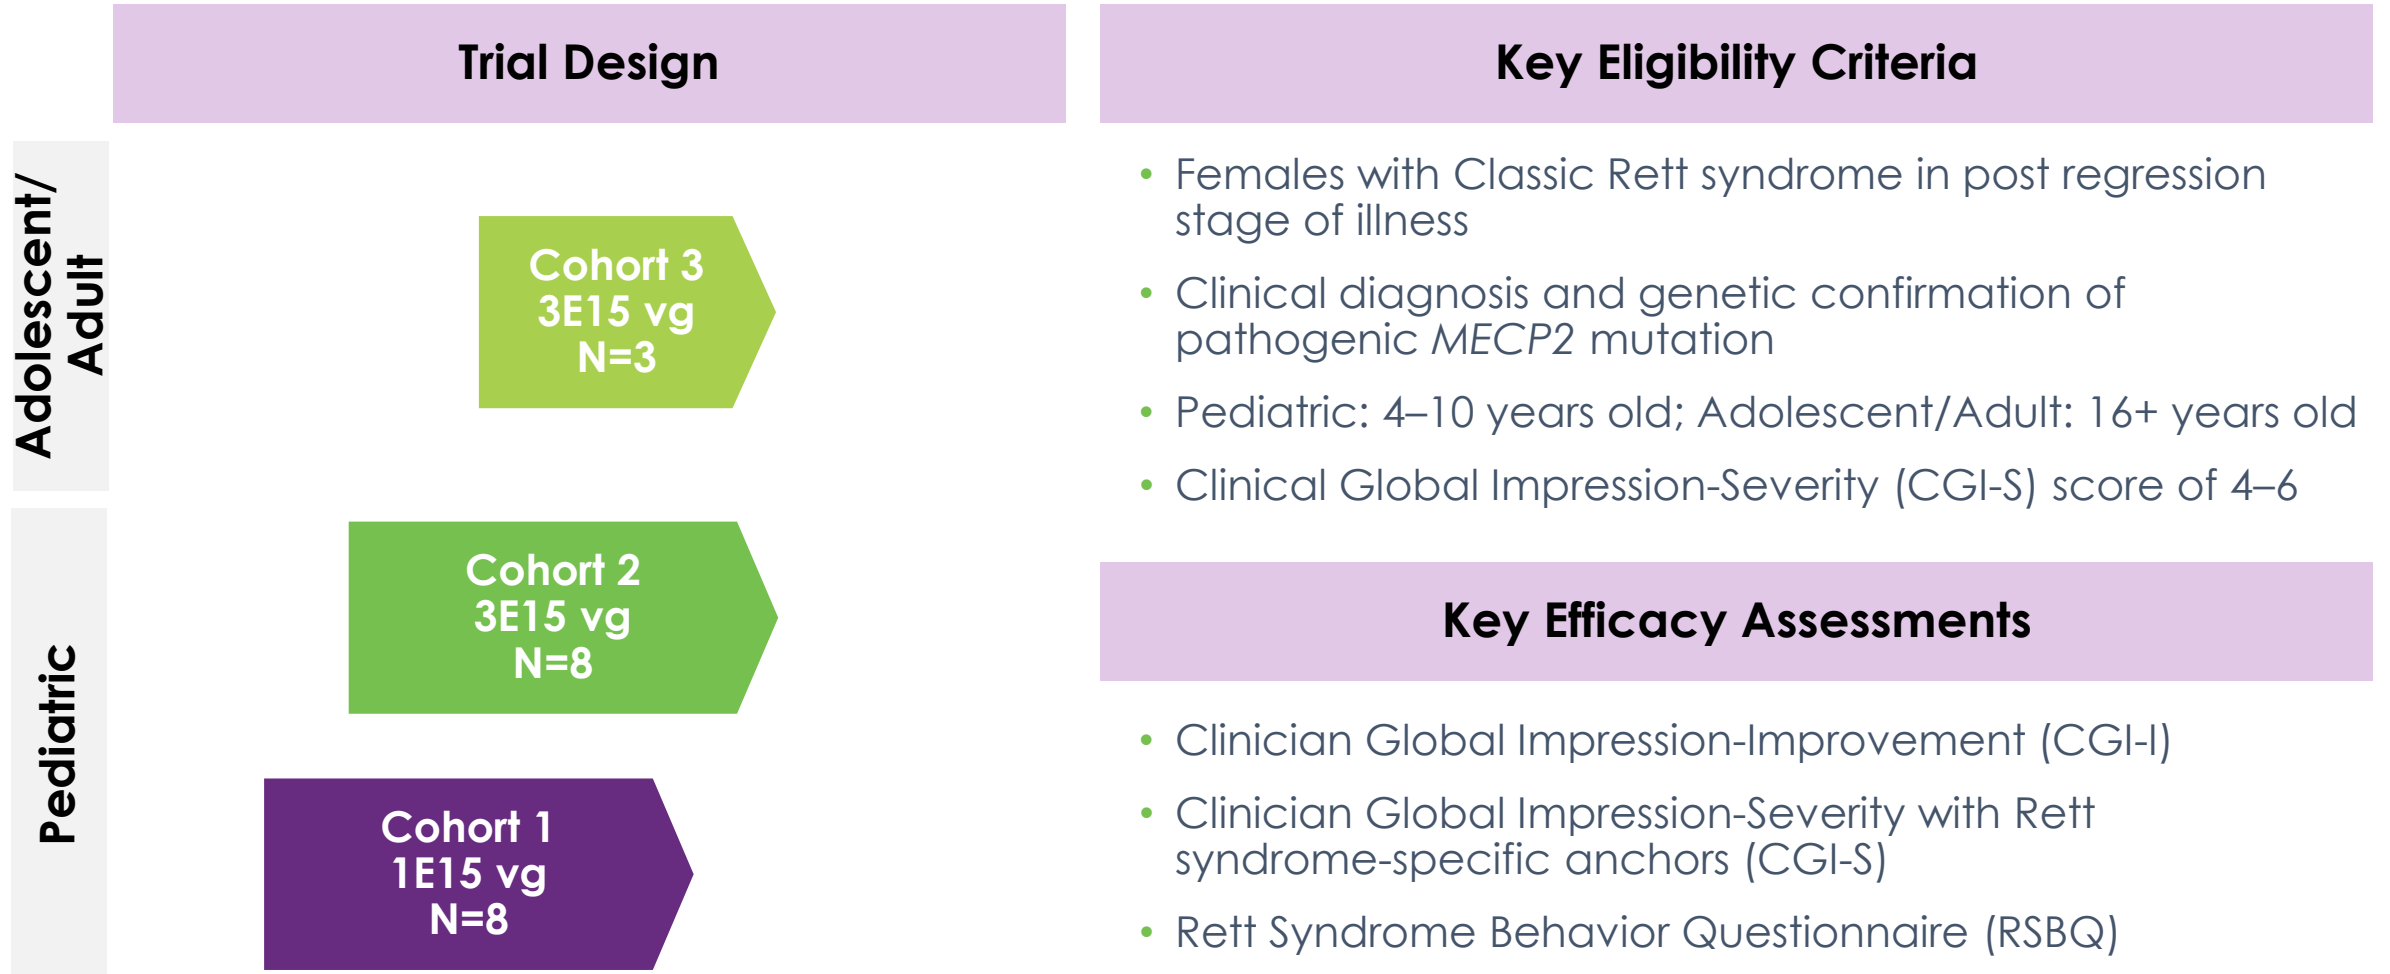 Trial Design
Adolescent/
Adult
Cohort 3
3E15 vg
N=3
Pediatric
Cohort 2
3E15 vg
N=8
Cohort 1
1E15 vg
N=8
Key Eligibility Criteria
• Females with Classic Rett syndrome in post regression
stage of illness
• Clinical diagnosis and genetic confirmation of
pathogenic MECP2 mutation
• Pediatric: 4–10 years old; Adolescent/Adult: 16+ years old
• Clinical Global Impression-Severity (CGI-S) score of 4–6
Key Efficacy Assessments
• Clinician Global Impression-Improvement (CGI-I)
• Clinician Global Impression-Severity with Rett
syndrome-specific anchors (CGI-S)
• Rett Syndrome Behavior Questionnaire (RSBQ)